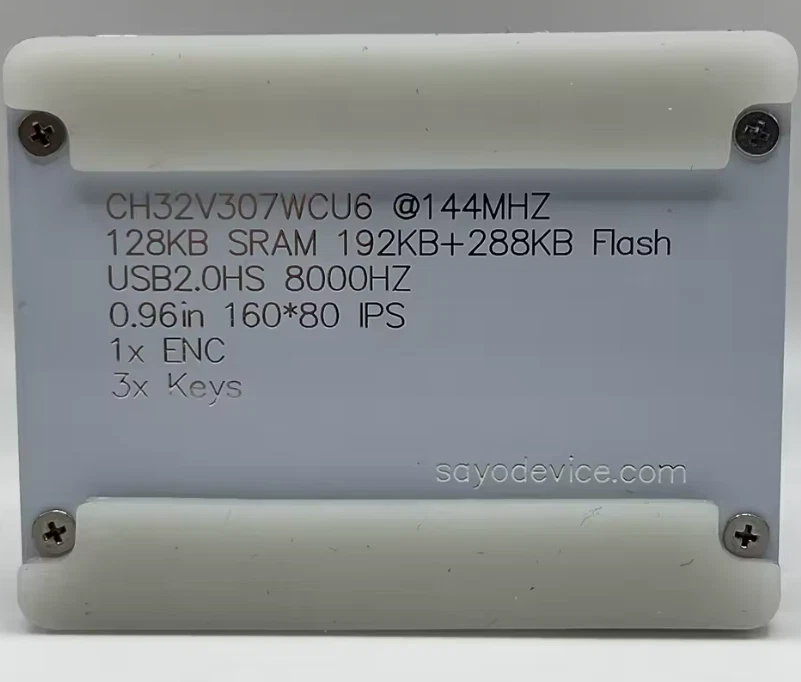 CH32V307WCU6 @144MHZ
128KB SRAM 192KB+288KB Flash
USB2.0HS 8000HZ
0.96in 160*80 IPS
1x ENC
3x Keys
sayodevice.com